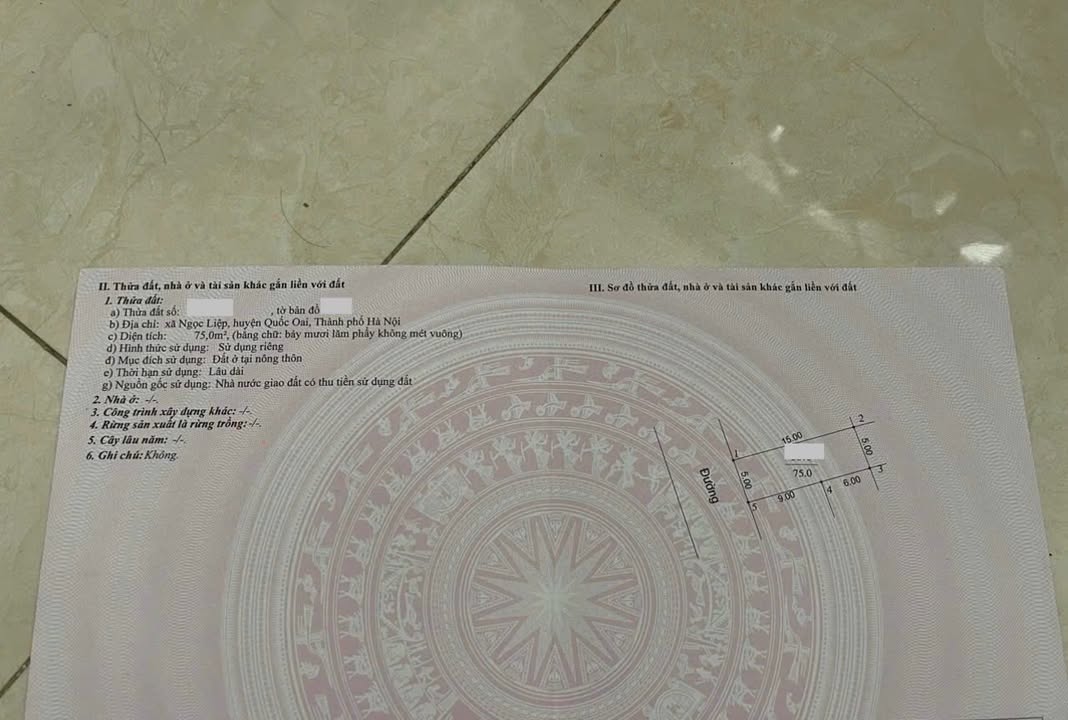 II. Thửa đất, nhà ở và tài sản khác gắn liền với đất
1. Thửa đất:
a) Thửa đất số: , tờ bản đồ
b) Địa chỉ: xã Ngọc Liệp, huyện Quốc Oai, Thành phố Hà Nội
c) Diện tích: 75,0m², (bằng chữ: bảy mươi lăm phẩy không mét vuông)
d) Hình thức sử dụng: Sử dụng riêng
đ) Mục đích sử dụng: Đất ở tại nông thôn
e) Thời hạn sử dụng: Lâu dài
g) Nguồn gốc sử dụng: Nhà nước giao đất có thu tiền sử dụng đất
2. Nhà ở: -/-.
3. Công trình xây dựng khác: -/-.
4. Rừng sản xuất là rừng trồng: -/-.
5. Cây lâu năm: -/-.
6. Ghi chú: Không.
III. Sơ đồ thửa đất, nhà ở và tài sản khác gắn liền với đất
Đường
1
15.00
2
5.00
5.00
75.0
3
5
9.00
4
6.00